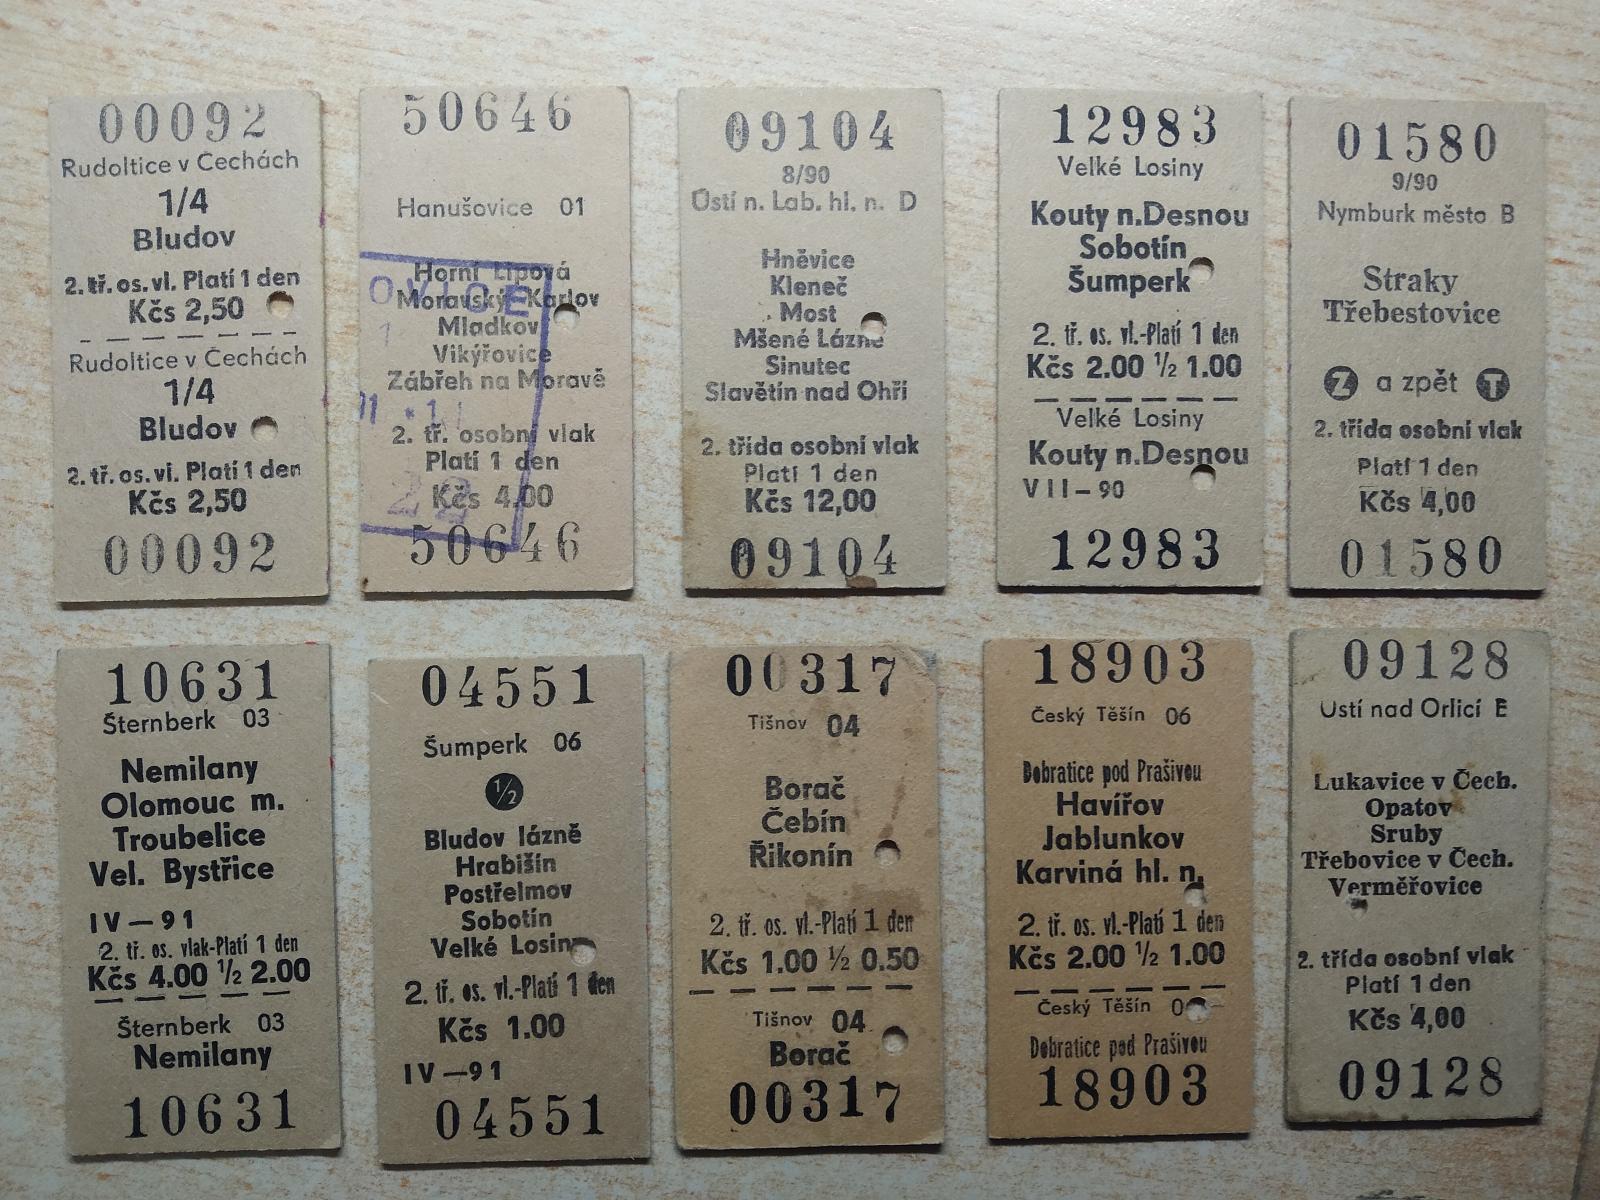 00092
Rudoltice v Čechách
1/4
Bludov
2. tř. os. vl. Platí 1 den
Kčs 2,50
Rudoltice v Čechách
1/4
Bludov
2. tř. os. vl. Platí 1 den
Kčs 2,50
00092
50646
Hanušovice 01
Horní Lipová
Moravský Karlov
Mladkov
Vikýřovice
Zábřeh na Moravě
2. tř. osobní vlak
Platí 1 den
Kčs 4.00
50646
OVICE
22
09104
8/90
Ústí n. Lab. hl. n. D
Hněvice
Kleneč
Most
Mšené Lázně
Sinutec
Slavětín nad Ohří
2. třída osobní vlak
Platí 1 den
Kčs 12,00
09104
12983
Velké Losiny
Kouty n.Desnou
Sobotín
Šumperk
2. tř. os. vl.-Platí 1 den
Kčs 2.00 ½ 1.00
Velké Losiny
Kouty n.Desnou
VII-90
12983
01580
9/90
Nymburk město B
Straky
Třebestovice
Z a zpět T
2. třída osobní vlak
Platí 1 den
Kčs 4,00
01580
10631
Šternberk 03
Nemilany
Olomouc m.
Troubelice
Vel. Bystřice
IV-91
2. tř. os. vlak-Platí 1 den
Kčs 4.00 ½ 2.00
Šternberk 03
Nemilany
10631
04551
Šumperk 06
½
Bludov lázně
Hrabišín
Postřelmov
Sobotín
Velké Losiny
2. tř. os. vl.-Platí 1 den
Kčs 1.00
IV-91
04551
00317
Tišnov 04
Borač
Čebín
Řikonín
2. tř. os. vl.-Platí 1 den
Kčs 1.00 ½ 0.50
Tišnov 04
Borač
00317
18903
Český Těšín 06
Dobratice pod Prašivou
Havířov
Jablunkov
Karviná hl. n.
2. tř. os. vl.-Platí 1 den
Kčs 2.00 ½ 1.00
Český Těšín 0
Dobratice pod Prašivou
18903
09128
Ústí nad Orlicí E
Lukavice v Čech.
Opatov
Sruby
Třebovice v Čech.
Verměřovice
2. třída osobní vlak
Platí 1 den
Kčs 4,00
09128